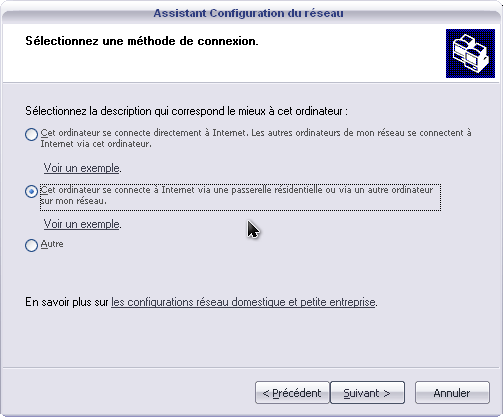 Assistant Configuration du réseau
Sélectionnez une méthode de connexion.
Sélectionnez la description qui correspond le mieux à cet ordinateur :
Cet ordinateur se connecte directement à Internet. Les autres ordinateurs de mon réseau se connectent à
Internet via cet ordinateur.
Voir un exemple.
Cet ordinateur se connecte à Internet via une passerelle résidentielle ou via un autre ordinateur
sur mon réseau.
Voir un exemple.
Autre
En savoir plus sur les configurations réseau domestique et petite entreprise.
< Précédent
Suivant >
Annuler